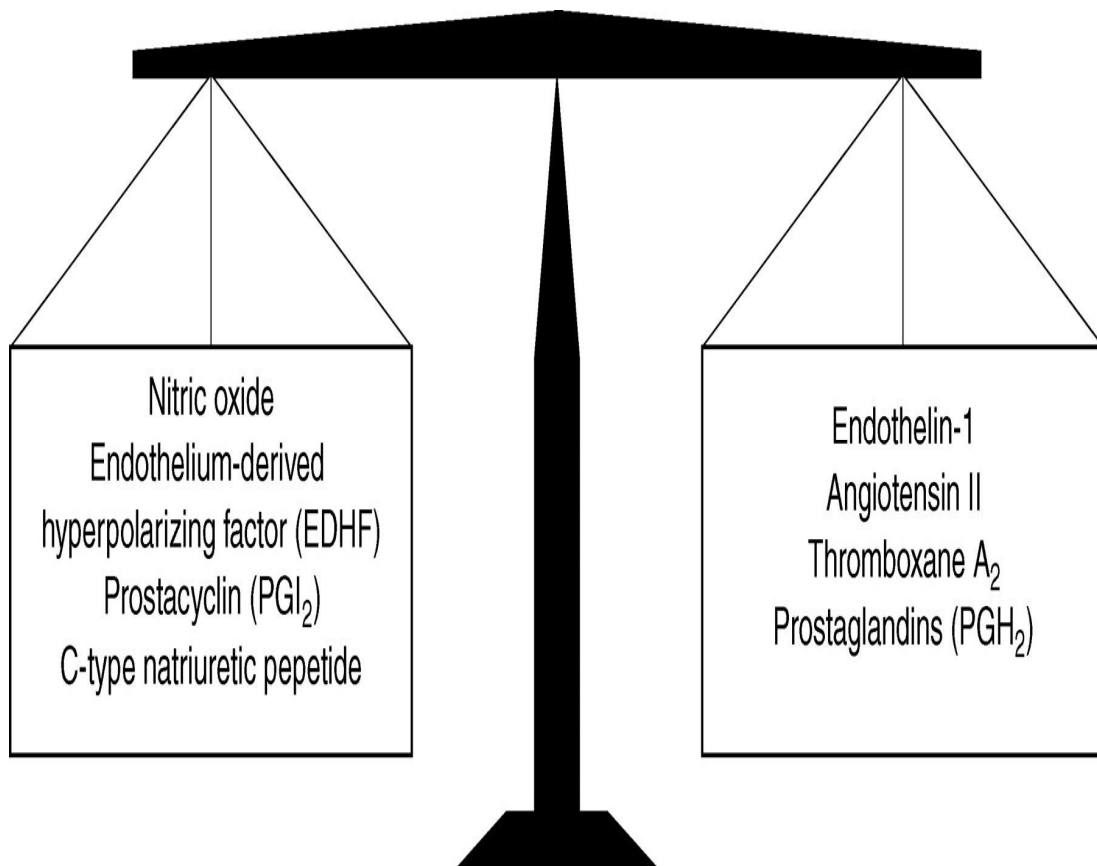 Nitric oxide
Endothelium-derived
hyperpolarizing factor (EDHF)
Prostacyclin (PGI₂)
C-type natriuretic pepetide
Endothelin-1
Angiotensin II
Thromboxane A₂
Prostaglandins (PGH₂)